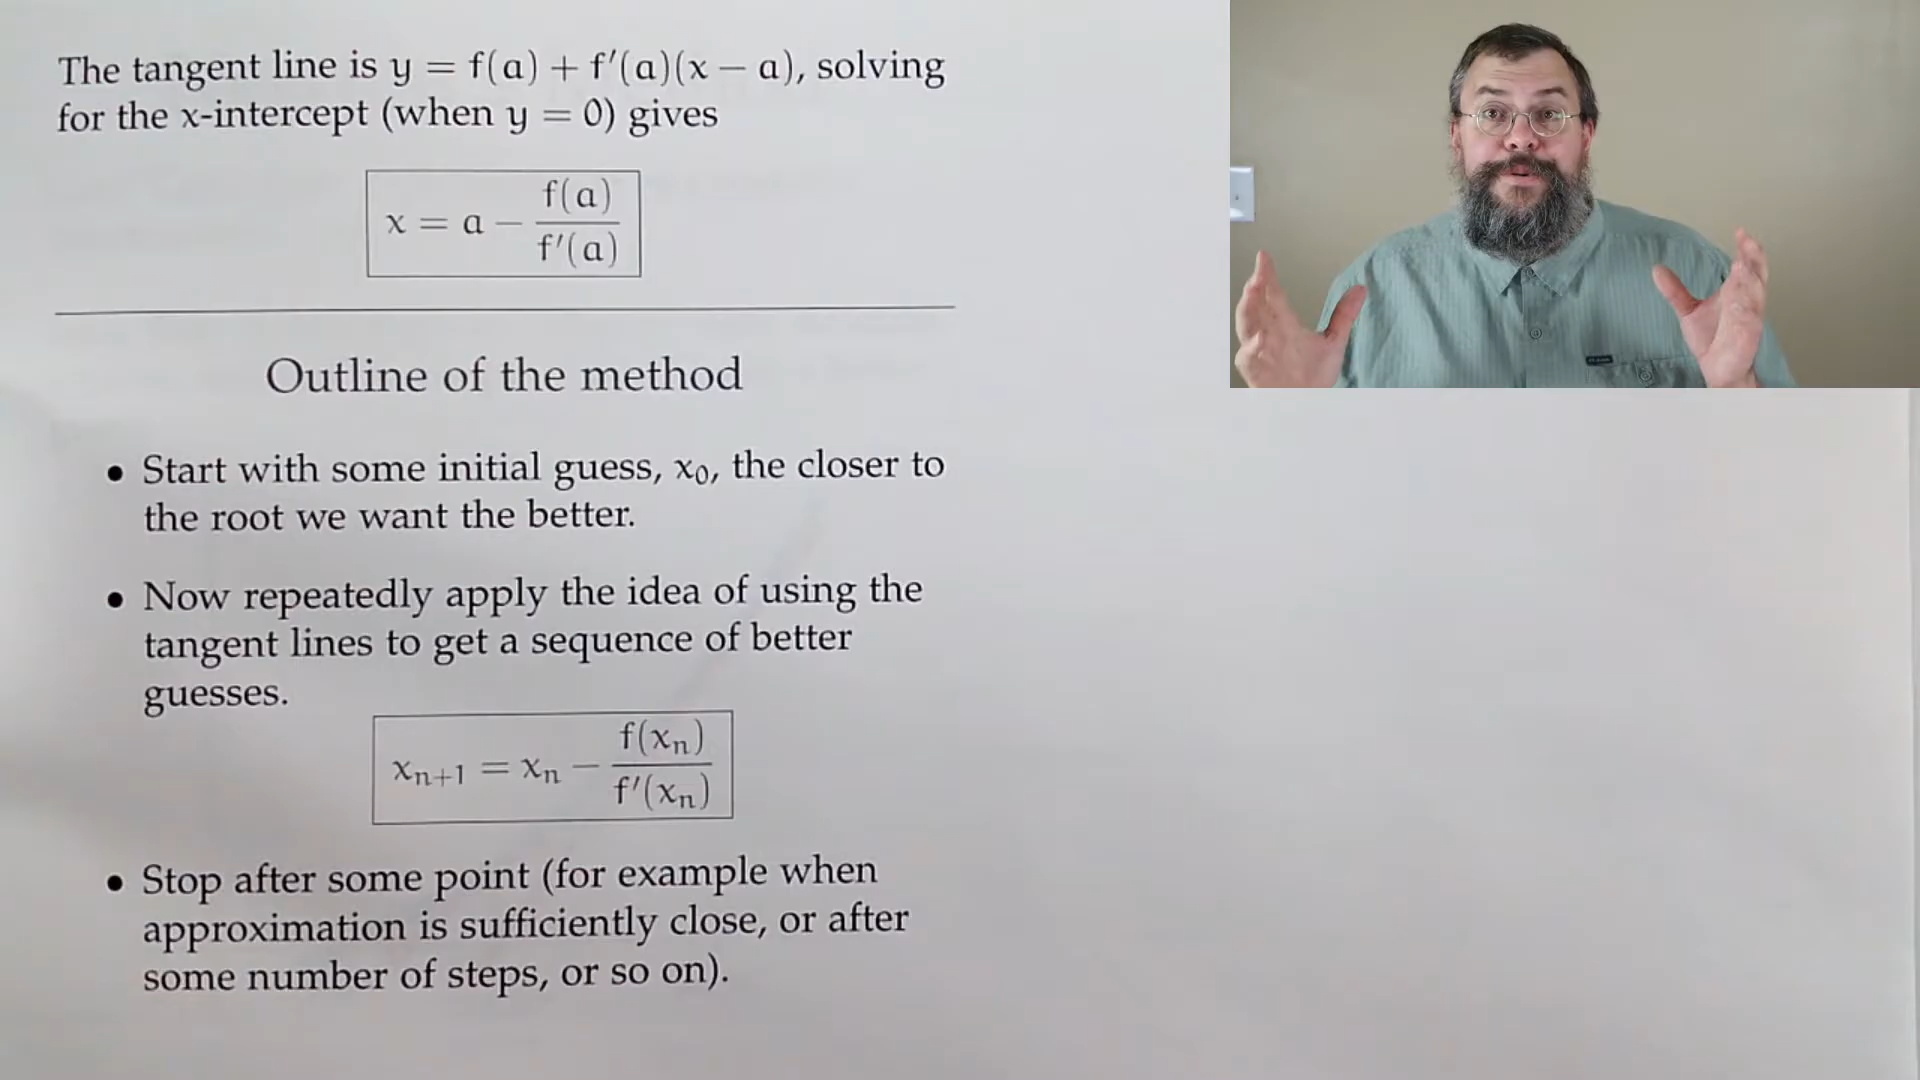 The tangent line is y = f(a) + f′(a)(x − a), solving
for the x-intercept (when y = 0) gives
x = a − f(a)/f′(a)
Outline of the method
• Start with some initial guess, x₀, the closer to
the root we want the better.
• Now repeatedly apply the idea of using the
tangent lines to get a sequence of better
guesses.
xₙ₊₁ = xₙ − f(xₙ)/f′(xₙ)
• Stop after some point (for example when
approximation is sufficiently close, or after
some number of steps, or so on).